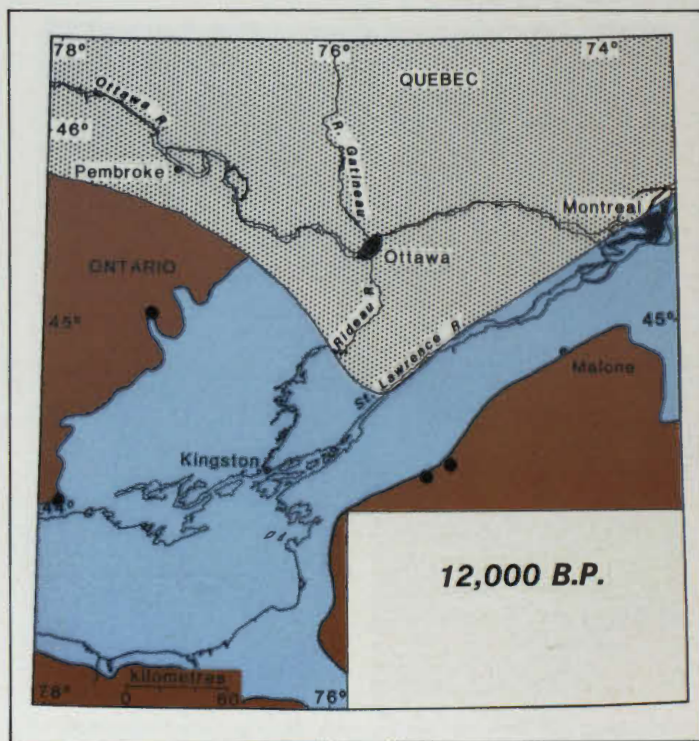 78° 76° 74°
QUEBEC
Ottawa R.
R. Gatineau
46°
Pembroke
Montreal
Ottawa
ONTARIO
Rideau R.
45° 45°
St. Lawrence R.
Malone
Kingston
44°
12,000 B.P.
kilometres
78° 0 60 76°